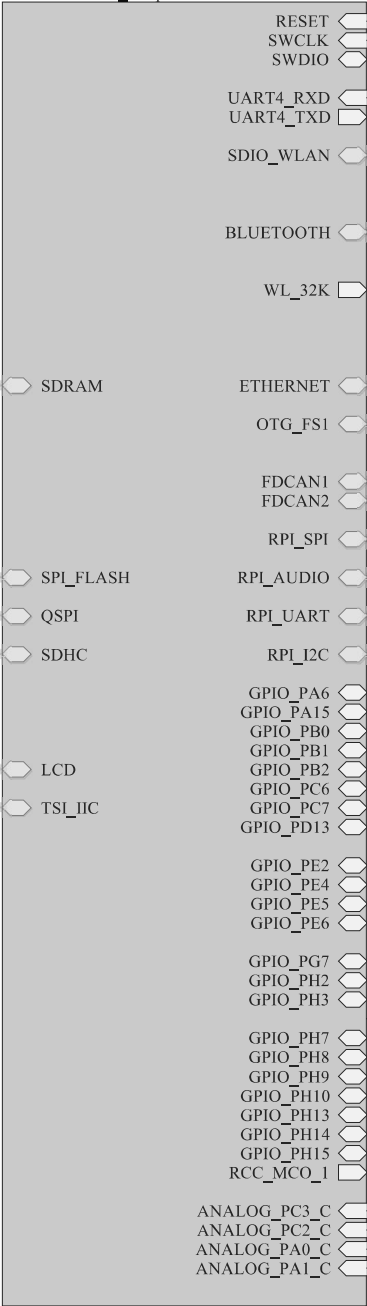 RESET
SWCLK
SWDIO
UART4_RXD
UART4_TXD
SDIO_WLAN
BLUETOOTH
WL_32K
SDRAM
ETHERNET
OTG_FS1
FDCAN1
FDCAN2
RPI_SPI
SPI_FLASH
RPI_AUDIO
QSPI
RPI_UART
SDHC
RPI_I2C
GPIO_PA6
GPIO_PA15
GPIO_PB0
GPIO_PB1
LCD
GPIO_PB2
GPIO_PC6
TSI_IIC
GPIO_PC7
GPIO_PD13
GPIO_PE2
GPIO_PE4
GPIO_PE5
GPIO_PE6
GPIO_PG7
GPIO_PH2
GPIO_PH3
GPIO_PH7
GPIO_PH8
GPIO_PH9
GPIO_PH10
GPIO_PH13
GPIO_PH14
GPIO_PH15
RCC_MCO_1
ANALOG_PC3_C
ANALOG_PC2_C
ANALOG_PA0_C
ANALOG_PA1_C